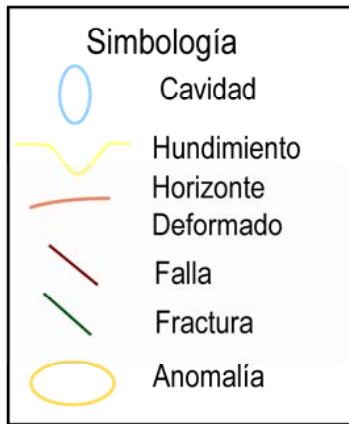 Simbología
Cavidad
Hundimiento
Horizonte
Deformado
Falla
Fractura
Anomalía